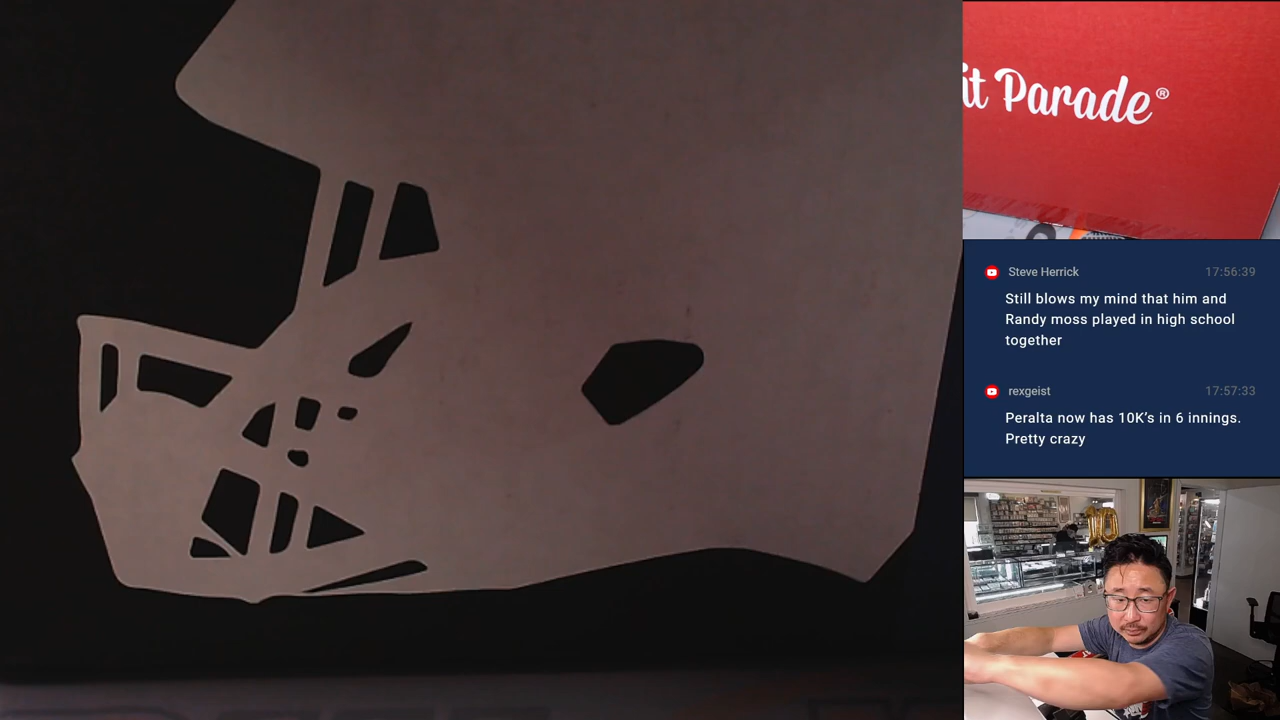 it Parade®
Steve Herrick 17:56:39
Still blows my mind that him and
Randy moss played in high school
together
rexgeist 17:57:33
Peralta now has 10K’s in 6 innings.
Pretty crazy
10